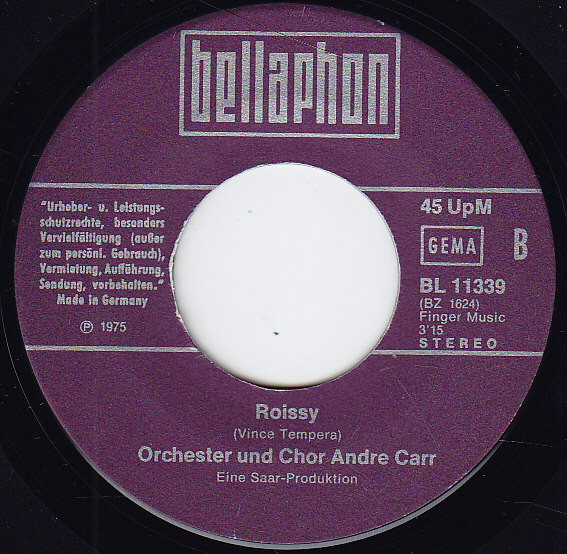 bellaphon
"Urheber- u. Leistungs-
schutzrechte, besonders
Vervielfältigung (außer
zum persönl. Gebrauch),
Vermietung, Aufführung,
Sendung, vorbehalten."
Made in Germany
℗ 1975
45 UpM
GEMA
B
BL 11339
(BZ 1624)
Finger Music
3'15
STEREO
Roissy
(Vince Tempera)
Orchester und Chor Andre Carr
Eine Saar-Produktion